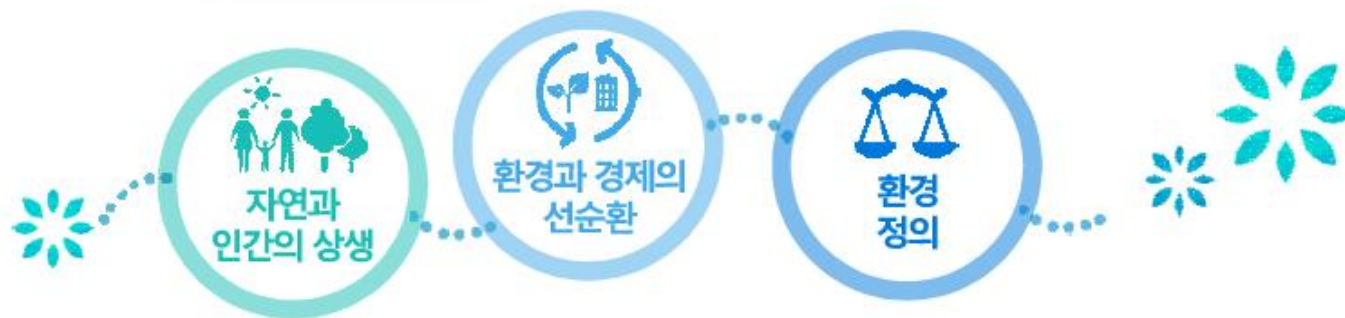 자연과
인간의 상생
환경과 경제의
선순환
환경
정의